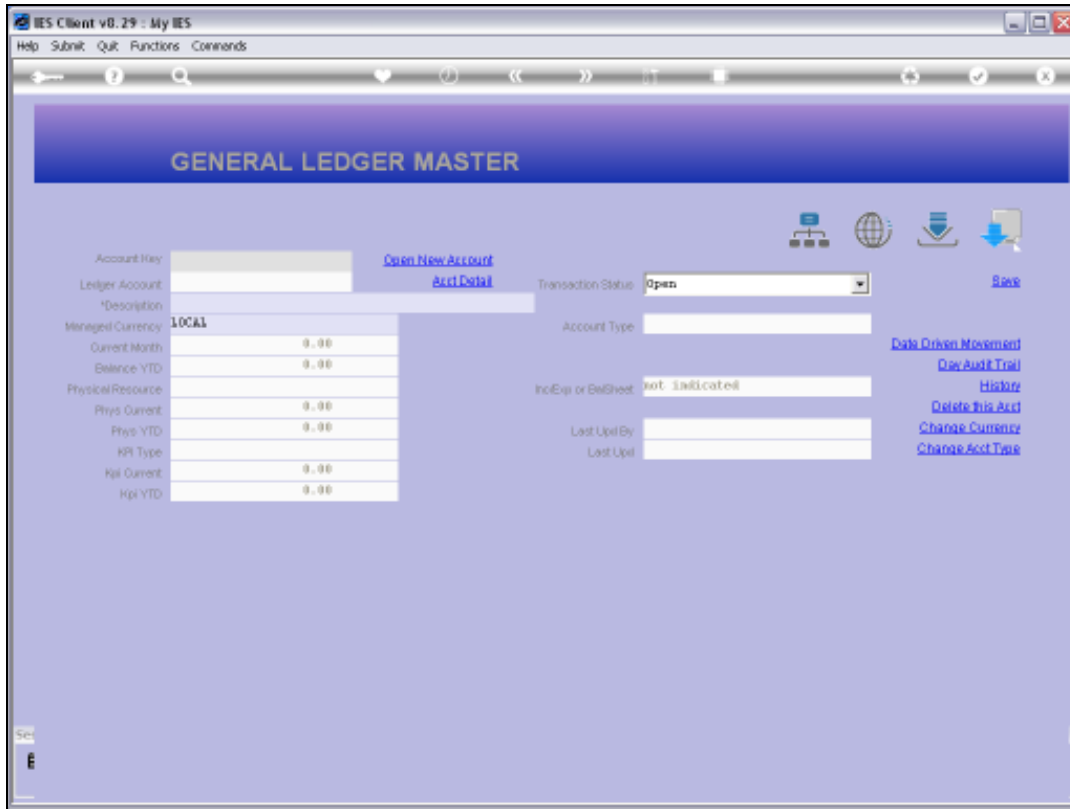 IES Client v8.29 : My IES
Help Submit Quit Functions Commands
GENERAL LEDGER MASTER
Account Key
Open New Account
Ledger Account
Acct Detail
Transaction Status Open
Save
*Description
Managed Currency LOCAL
Account Type
Current Month 0.00
Date Driven Movement
Balance YTD 0.00
Day Audit Trail
Physical Resource
Inc/Exp or BalSheet not indicated
History
Phys Current 0.00
Delete this Acct
Phys YTD 0.00
Last Upd By
Change Currency
KPI Type
Last Upd
Change Acct Type
Kpi Current 0.00
Kpi YTD 0.00